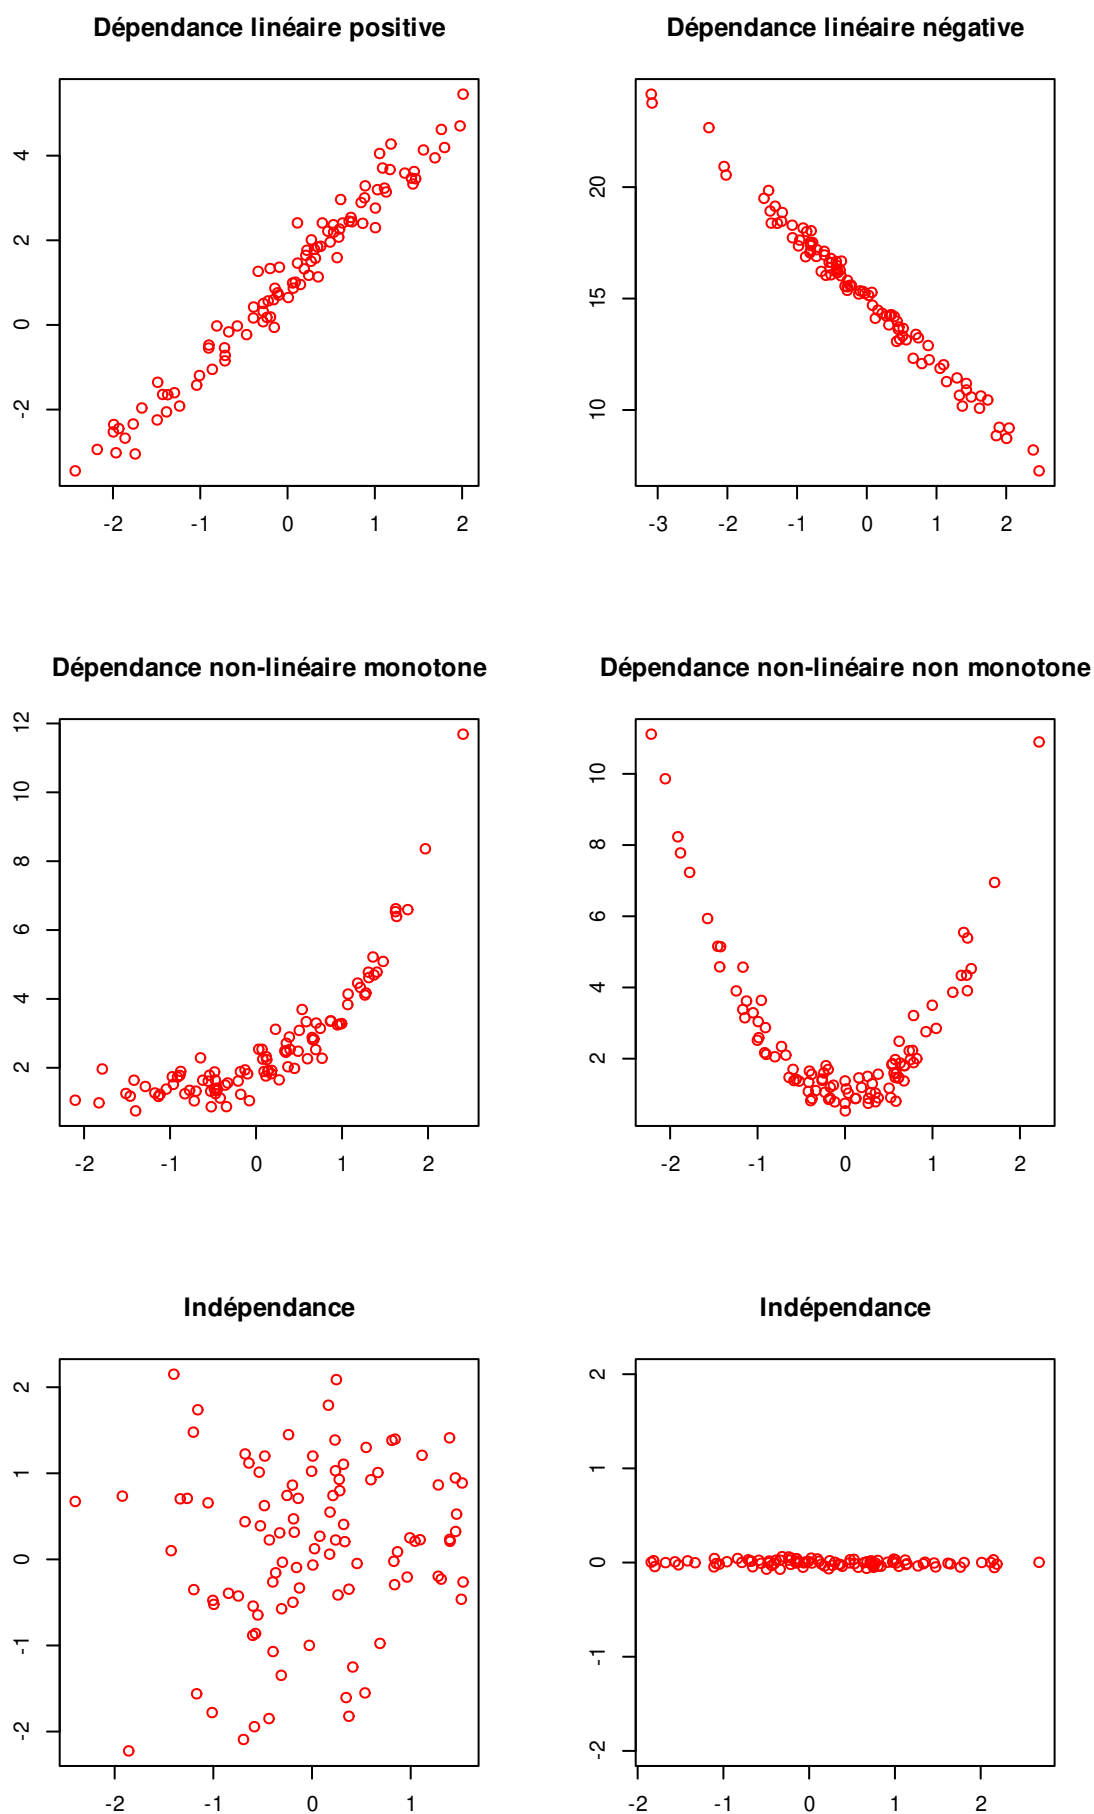 Dépendance linéaire positive
Dépendance linéaire négative
4
2
0
-2
-2 -1 0 1 2
20
15
10
-3 -2 -1 0 1 2
Dépendance non-linéaire monotone
Dépendance non-linéaire non monotone
12
10
8
6
4
2
-2 -1 0 1 2
10
8
6
4
2
-2 -1 0 1 2
Indépendance
Indépendance
2
1
0
-1
-2
-2 -1 0 1
2
1
0
-1
-2
-2 -1 0 1 2